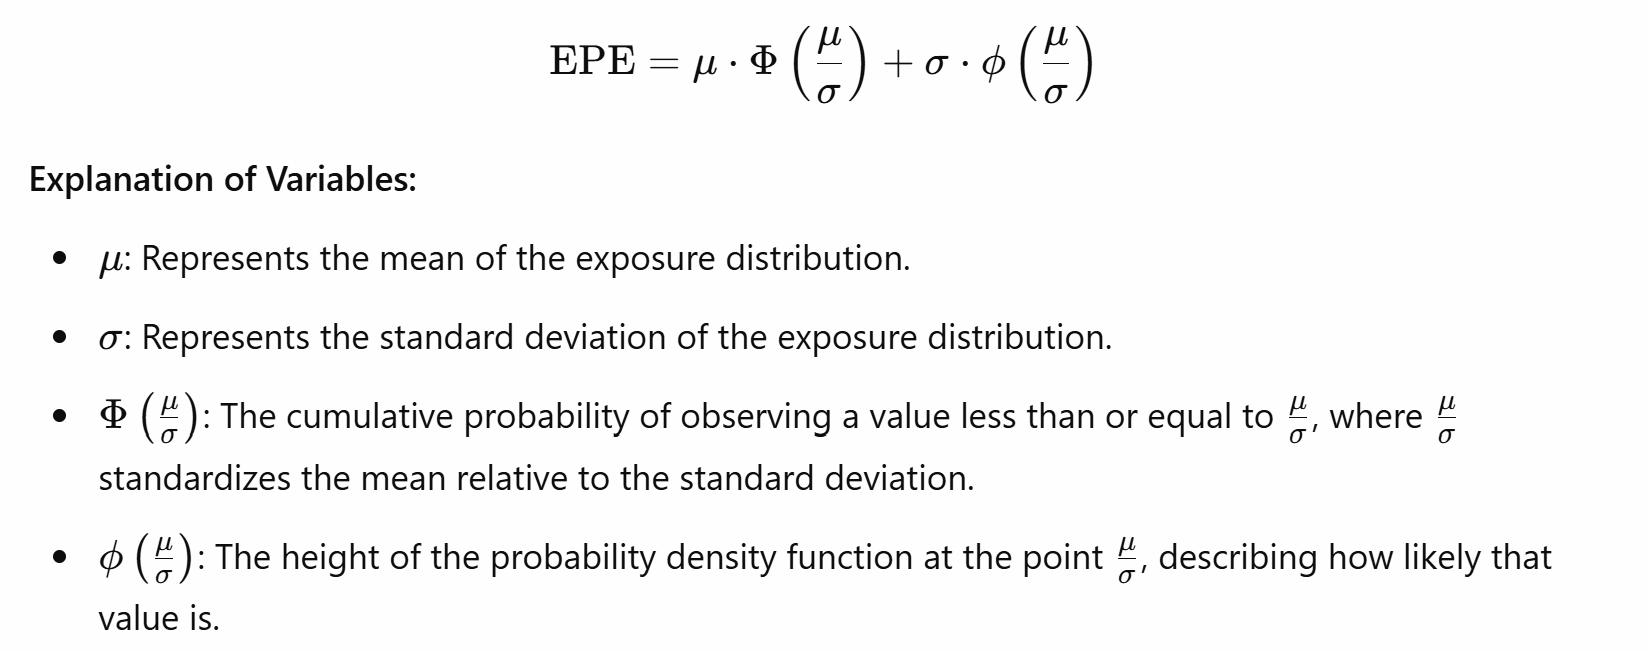 EPE = μ · Φ (μ/σ) + σ · ϕ (μ/σ)
Explanation of Variables:
• μ: Represents the mean of the exposure distribution.
• σ: Represents the standard deviation of the exposure distribution.
• Φ (μ/σ): The cumulative probability of observing a value less than or equal to μ/σ, where μ/σ
standardizes the mean relative to the standard deviation.
• ϕ (μ/σ): The height of the probability density function at the point μ/σ, describing how likely that
value is.